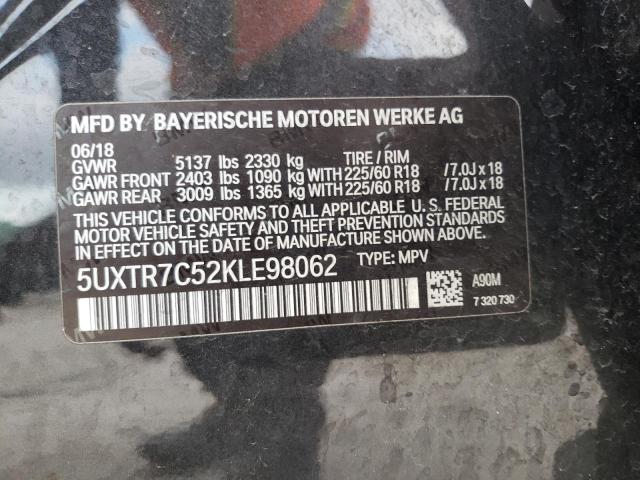 MFD BY BAYERISCHE MOTOREN WERKE AG
06/18
GVWR 5137 lbs 2330 kg TIRE / RIM
GAWR FRONT 2403 lbs 1090 kg WITH 225/60 R18 / 7.0J x 18
GAWR REAR 3009 lbs 1365 kg WITH 225/60 R18 / 7.0J x 18
THIS VEHICLE CONFORMS TO ALL APPLICABLE U. S. FEDERAL
MOTOR VEHICLE SAFETY AND THEFT PREVENTION STANDARDS
IN EFFECT ON THE DATE OF MANUFACTURE SHOWN ABOVE.
5UXTR7C52KLE98062 TYPE: MPV
A90M
7 320 730